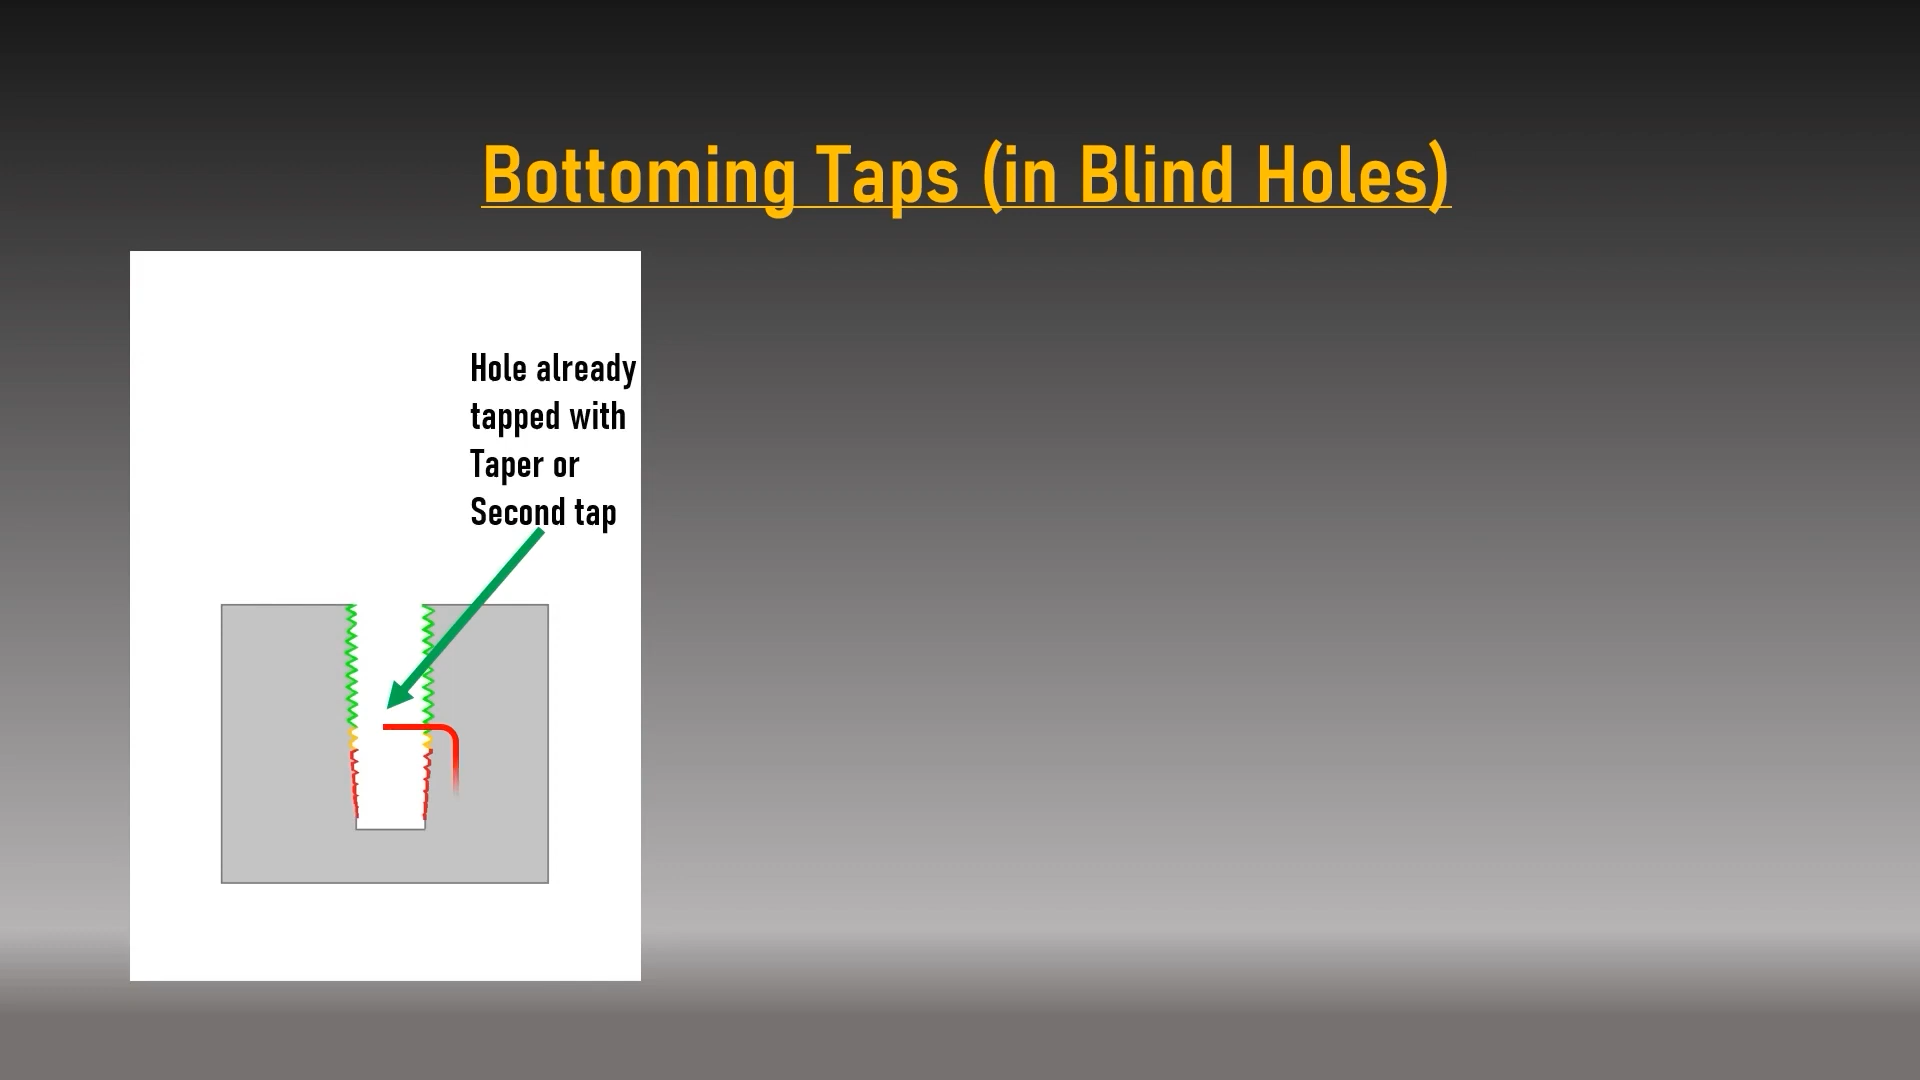 Bottoming Taps (in Blind Holes)
Hole already
tapped with
Taper or
Second tap